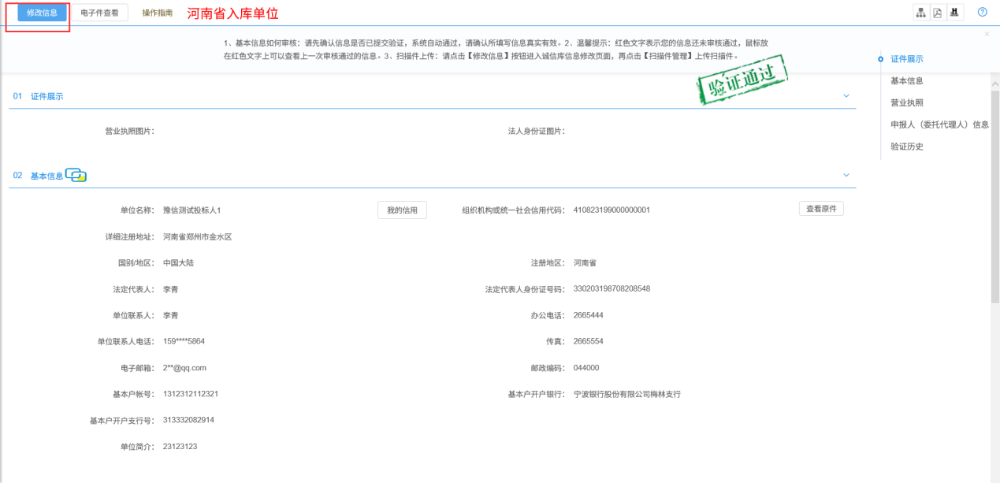 修改信息 电子件查看 操作指南 河南省入库单位
1、基本信息如何审核：请先确认信息是否已提交验证，系统自动通过，请确认所填写信息真实有效。2、温馨提示：红色文字表示您的信息还未审核通过，鼠标放
在红色文字上可以查看上一次审核通过的信息。3、扫描件上传：请点击【修改信息】按钮进入诚信库信息修改页面，再点击【扫描件管理】上传扫描件。
验证通过
证件展示
基本信息
营业执照
申报人（委托代理人）信息
验证历史
01 证件展示
营业执照图片： 法人身份证图片：
02 基本信息
单位名称： 豫信测试投标人1 我的信用 组织机构或统一社会信用代码： 410823199000000001 查看原件
详细注册地址： 河南省郑州市金水区
国别/地区： 中国大陆 注册地区： 河南省
法定代表人： 李青 法定代表人身份证号码： 330203198708208548
单位联系人： 李青 办公电话： 2665444
单位联系人电话： 159****5864 传真： 2665554
电子邮箱： 2**@qq.com 邮政编码： 044000
基本户帐号： 1312312112321 基本户开户银行： 宁波银行股份有限公司梅林支行
基本户开户支行号： 313332082914
单位简介： 23123123